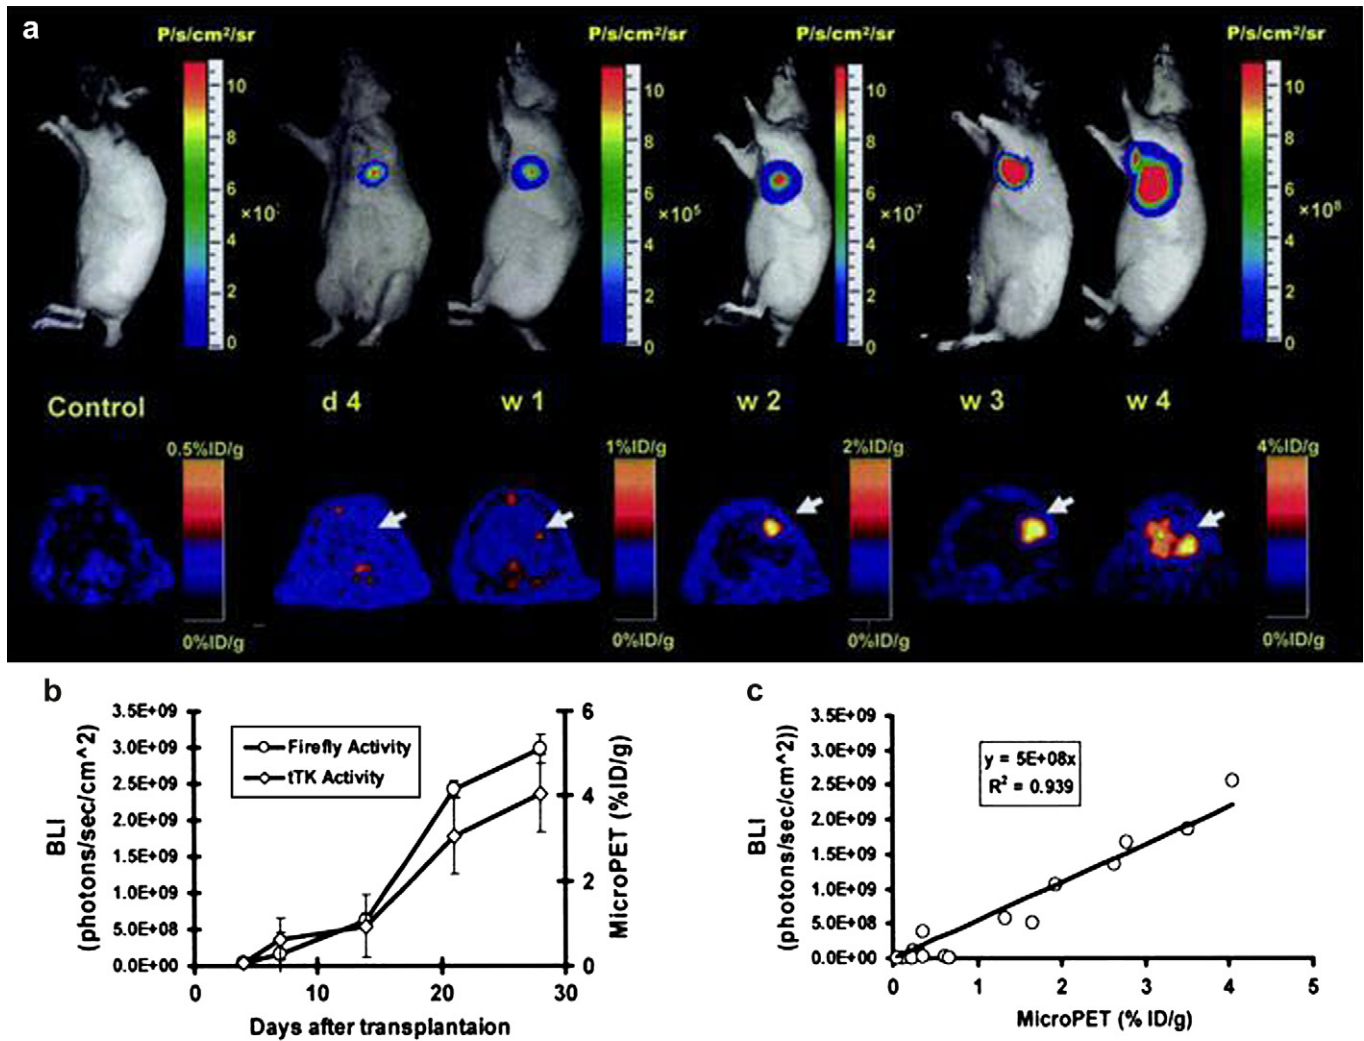 a
P/s/cm²/sr P/s/cm²/sr P/s/cm²/sr P/s/cm²/sr
10 10 10 10
8 8 8 8
6 6 6 6
×10 ×10⁵ ×10⁷ ×10⁸
4 4 4 4
2 2 2 2
0 0 0 0
Control d 4 w 1 w 2 w 3 w 4
0.5%ID/g 1%ID/g 2%ID/g 4%ID/g
0%ID/g 0%ID/g 0%ID/g 0%ID/g
b
BLI
(photons/sec/cm^2)
3.5E+09
3.0E+09
2.5E+09
2.0E+09
1.5E+09
1.0E+09
5.0E+08
0.0E+00
Firefly Activity
tTK Activity
6
4
2
0
MicroPET (%ID/g)
0 10 20 30
Days after transplantaion
c
BLI
(photons/sec/cm^2))
3.5E+09
3.0E+09
2.5E+09
2.0E+09
1.5E+09
1.0E+09
5.0E+08
0.0E+00
y = 5E+08x
R² = 0.939
0 1 2 3 4 5
MicroPET (% ID/g)